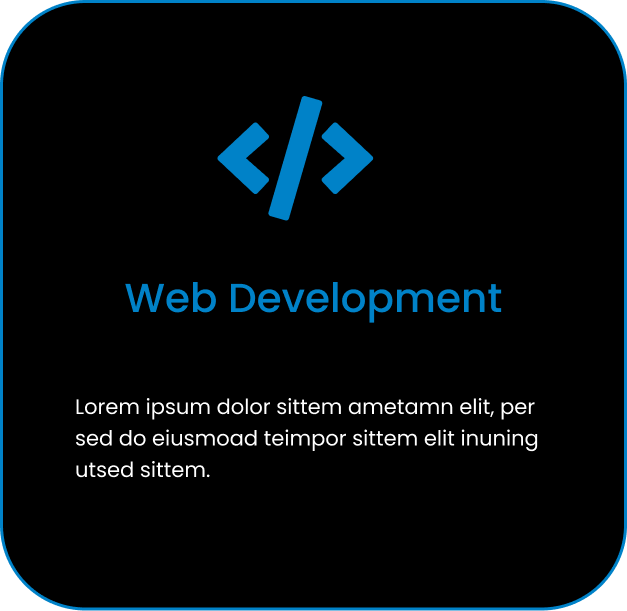 Web Development
Lorem ipsum dolor sittem ametamn elit, per
sed do eiusmoad teimpor sittem elit inuning
utsed sittem.